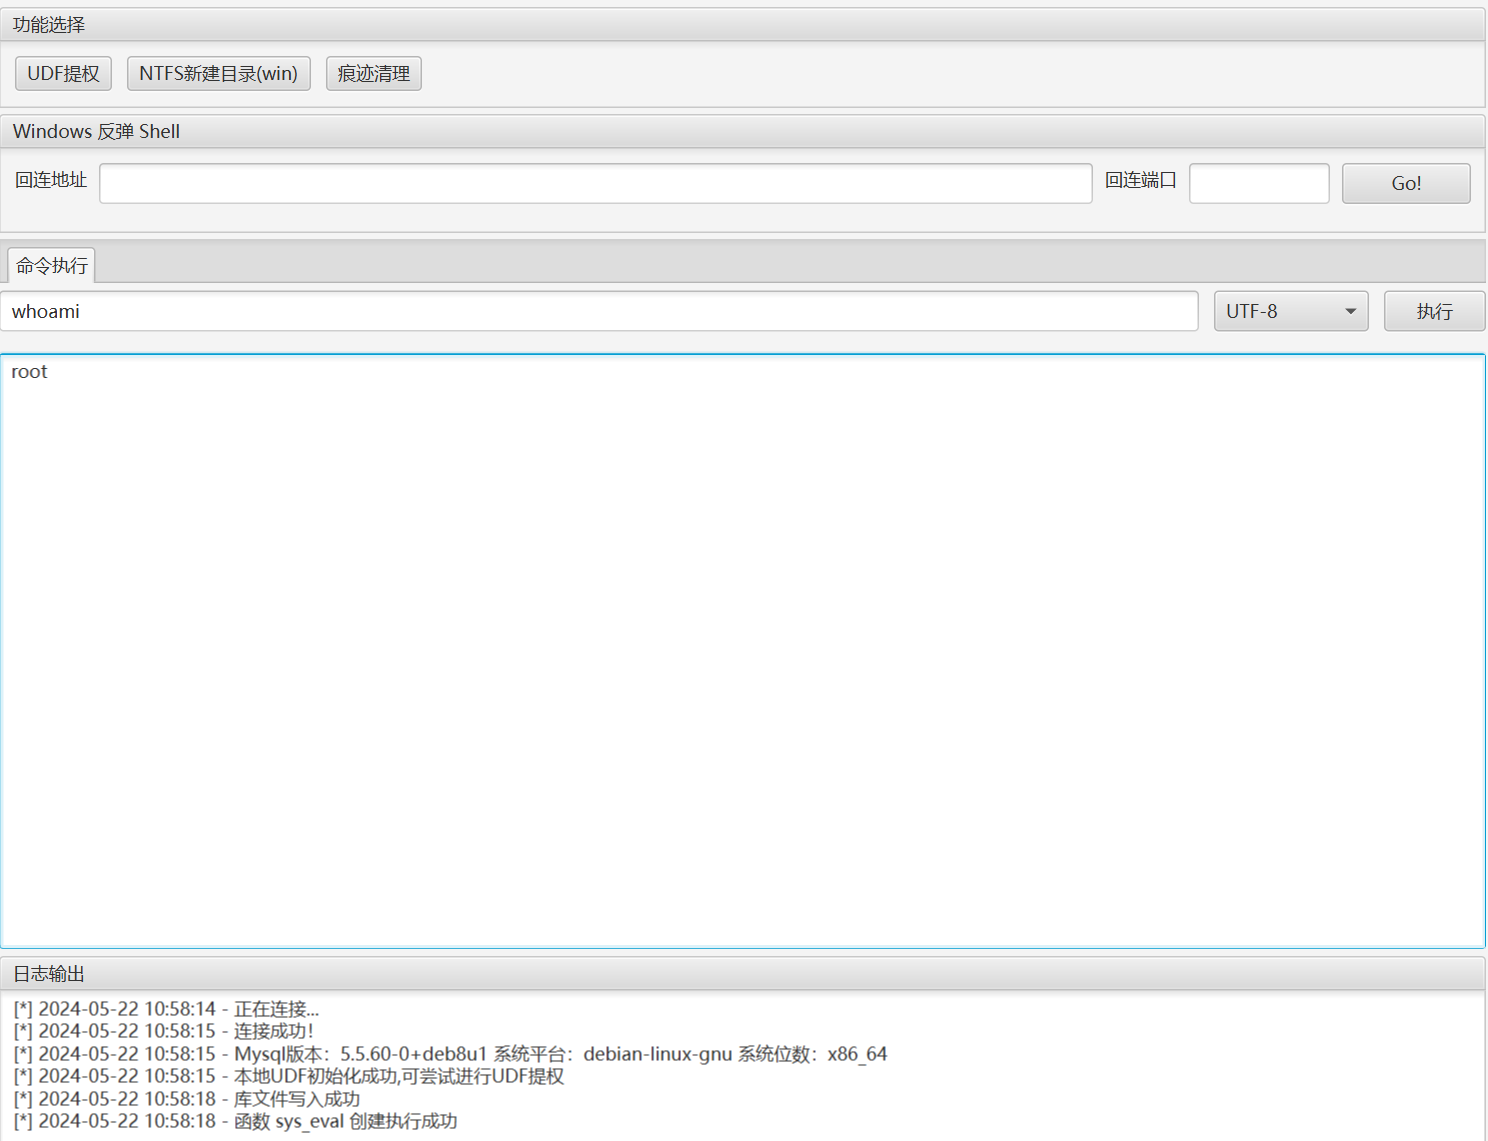 功能选择
UDF提权 NTFS新建目录(win) 痕迹清理
Windows 反弹 Shell
回连地址 回连端口 Go!
命令执行
whoami UTF-8 执行
root
日志输出
[*] 2024-05-22 10:58:14 - 正在连接...
[*] 2024-05-22 10:58:15 - 连接成功！
[*] 2024-05-22 10:58:15 - Mysql版本：5.5.60-0+deb8u1 系统平台：debian-linux-gnu 系统位数：x86_64
[*] 2024-05-22 10:58:15 - 本地UDF初始化成功,可尝试进行UDF提权
[*] 2024-05-22 10:58:18 - 库文件写入成功
[*] 2024-05-22 10:58:18 - 函数 sys_eval 创建执行成功